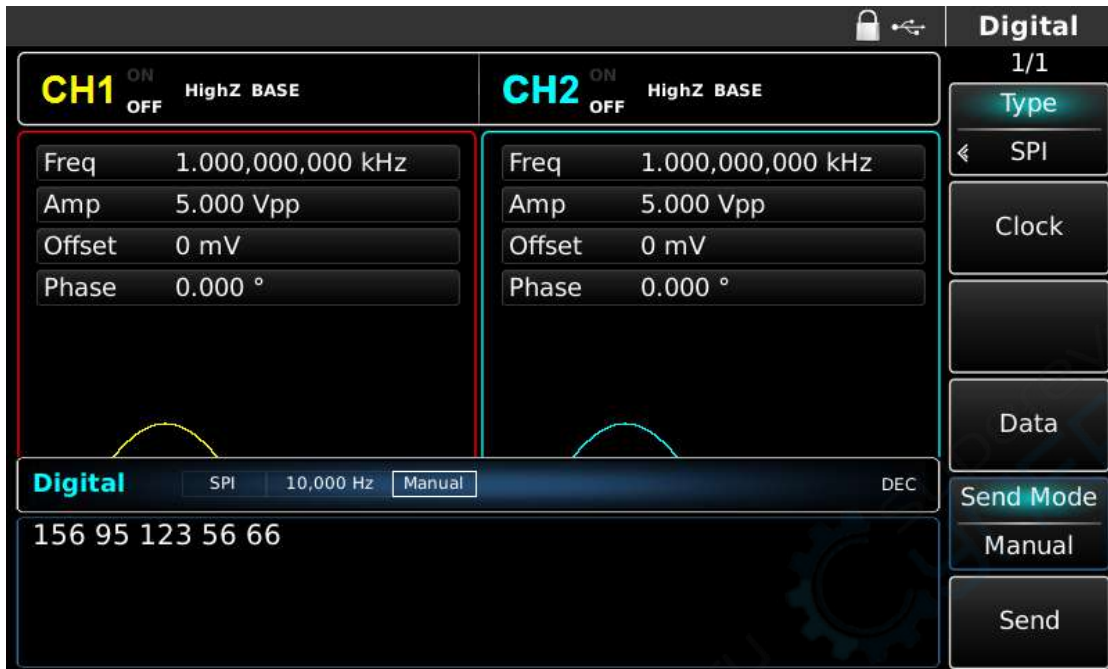 Digital
1/1
CH1 ON OFF HighZ BASE
CH2 ON OFF HighZ BASE
Type
SPI
Freq 1.000,000,000 kHz
Amp 5.000 Vpp
Offset 0 mV
Phase 0.000 °
Freq 1.000,000,000 kHz
Amp 5.000 Vpp
Offset 0 mV
Phase 0.000 °
Clock
Data
Digital SPI 10,000 Hz Manual DEC
156 95 123 56 66
Send Mode
Manual
Send